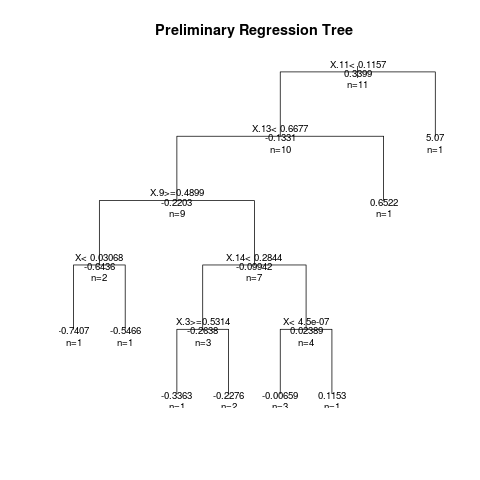 Preliminary Regression Tree
X.11< 0.1157
0.3399
n=11
X.13< 0.6677
-0.1331
n=10
5.07
n=1
X.9>=0.4899
-0.2203
n=9
0.6522
n=1
X< 0.03068
-0.6436
n=2
X.14< 0.2844
-0.09942
n=7
-0.7407
n=1
-0.5466
n=1
X.3>=0.5314
-0.2638
n=3
X< 4.5e-07
0.02389
n=4
-0.3363
n=1
-0.2276
n=2
-0.00659
n=3
0.1153
n=1